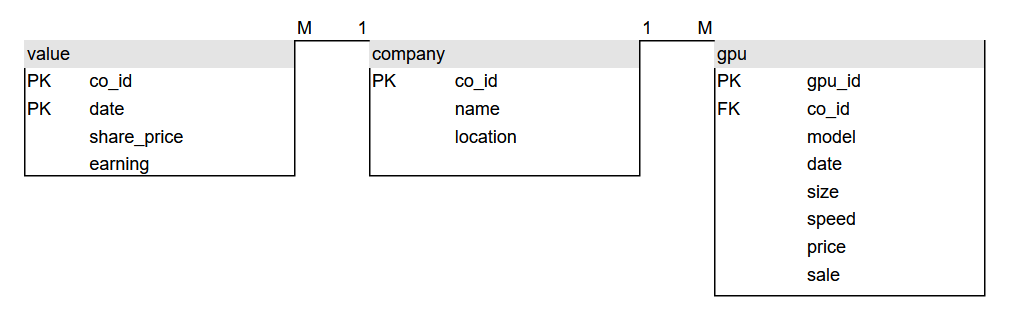 M 1 1 M
value
PK co_id
PK date
share_price
earning
company
PK co_id
name
location
gpu
PK gpu_id
FK co_id
model
date
size
speed
price
sale